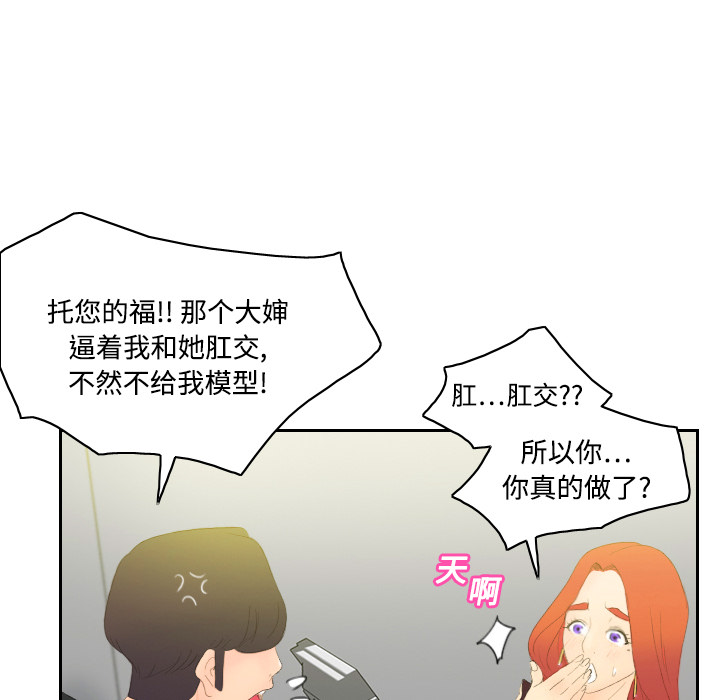 托您的福!! 那个大婶
逼着我和她肛交,
不然不给我模型!
肛...肛交??
所以你...
你真的做了?
天啊